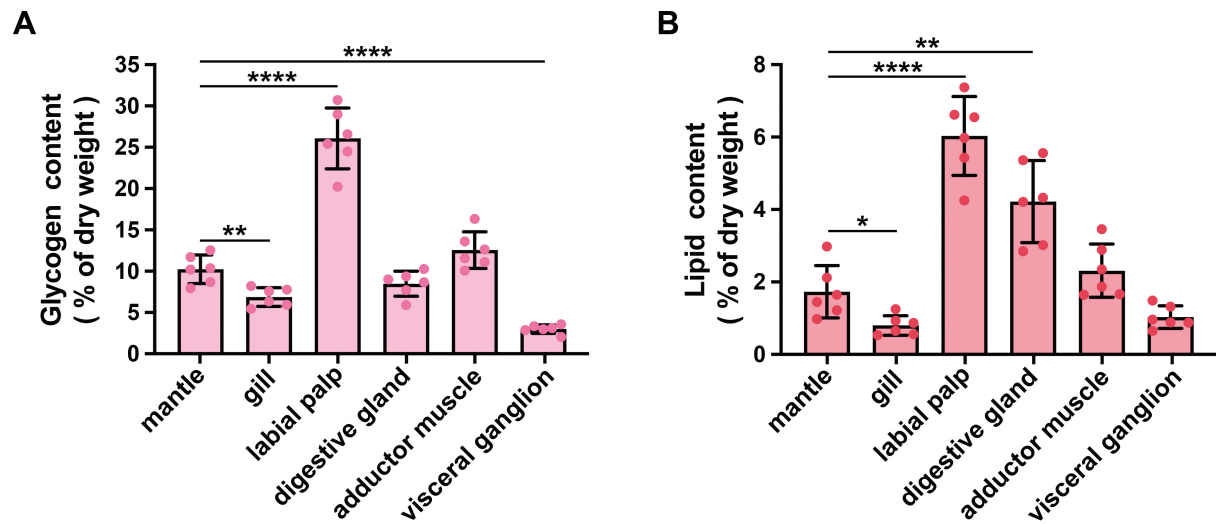 A
Glycogen content
( % of dry weight )
35
30
25
20
15
10
5
0
****
****
**
mantle
gill
labial palp
digestive gland
adductor muscle
visceral ganglion
B
Lipid content
( % of dry weight )
8
6
4
2
0
**
****
*
mantle
gill
labial palp
digestive gland
adductor muscle
visceral ganglion